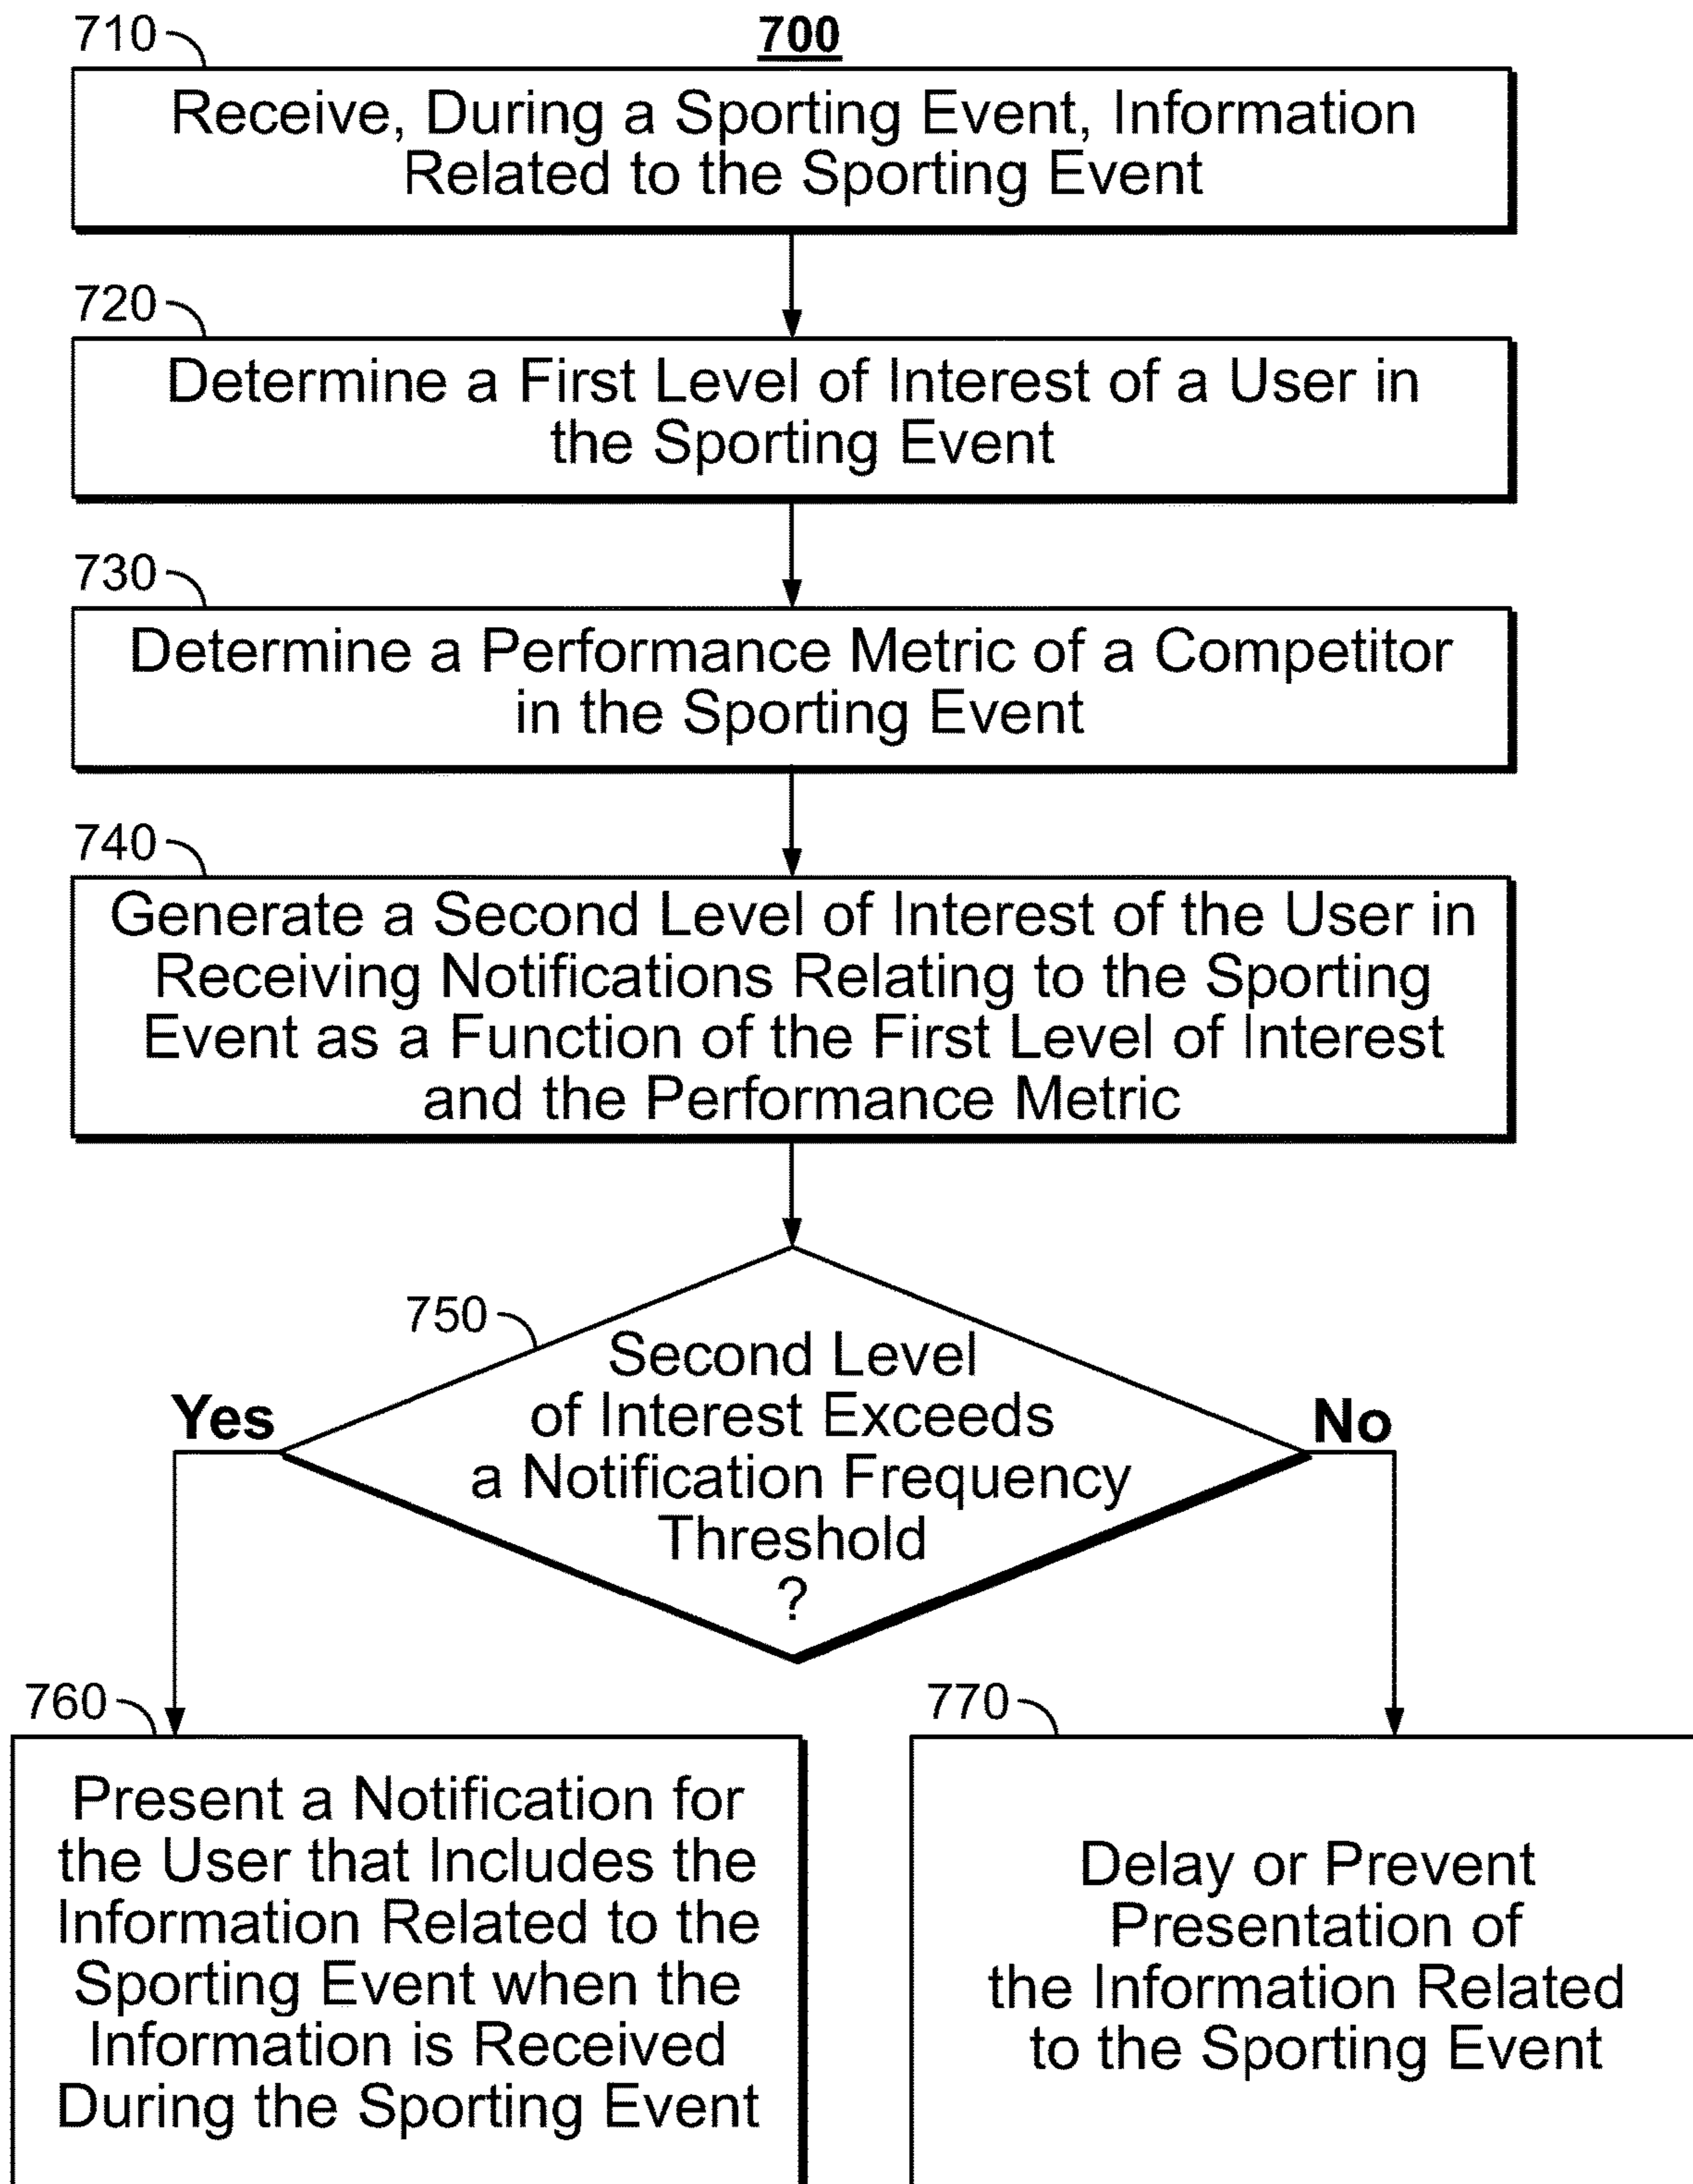 710
700
Receive, During a Sporting Event, Information
Related to the Sporting Event
720
Determine a First Level of Interest of a User in
the Sporting Event
730
Determine a Performance Metric of a Competitor
in the Sporting Event
740
Generate a Second Level of Interest of the User in
Receiving Notifications Relating to the Sporting
Event as a Function of the First Level of Interest
and the Performance Metric
750
Second Level
of Interest Exceeds
a Notification Frequency
Threshold
?
Yes
No
760
Present a Notification for
the User that Includes the
Information Related to the
Sporting Event when the
Information is Received
During the Sporting Event
770
Delay or Prevent
Presentation of
the Information Related
to the Sporting Event